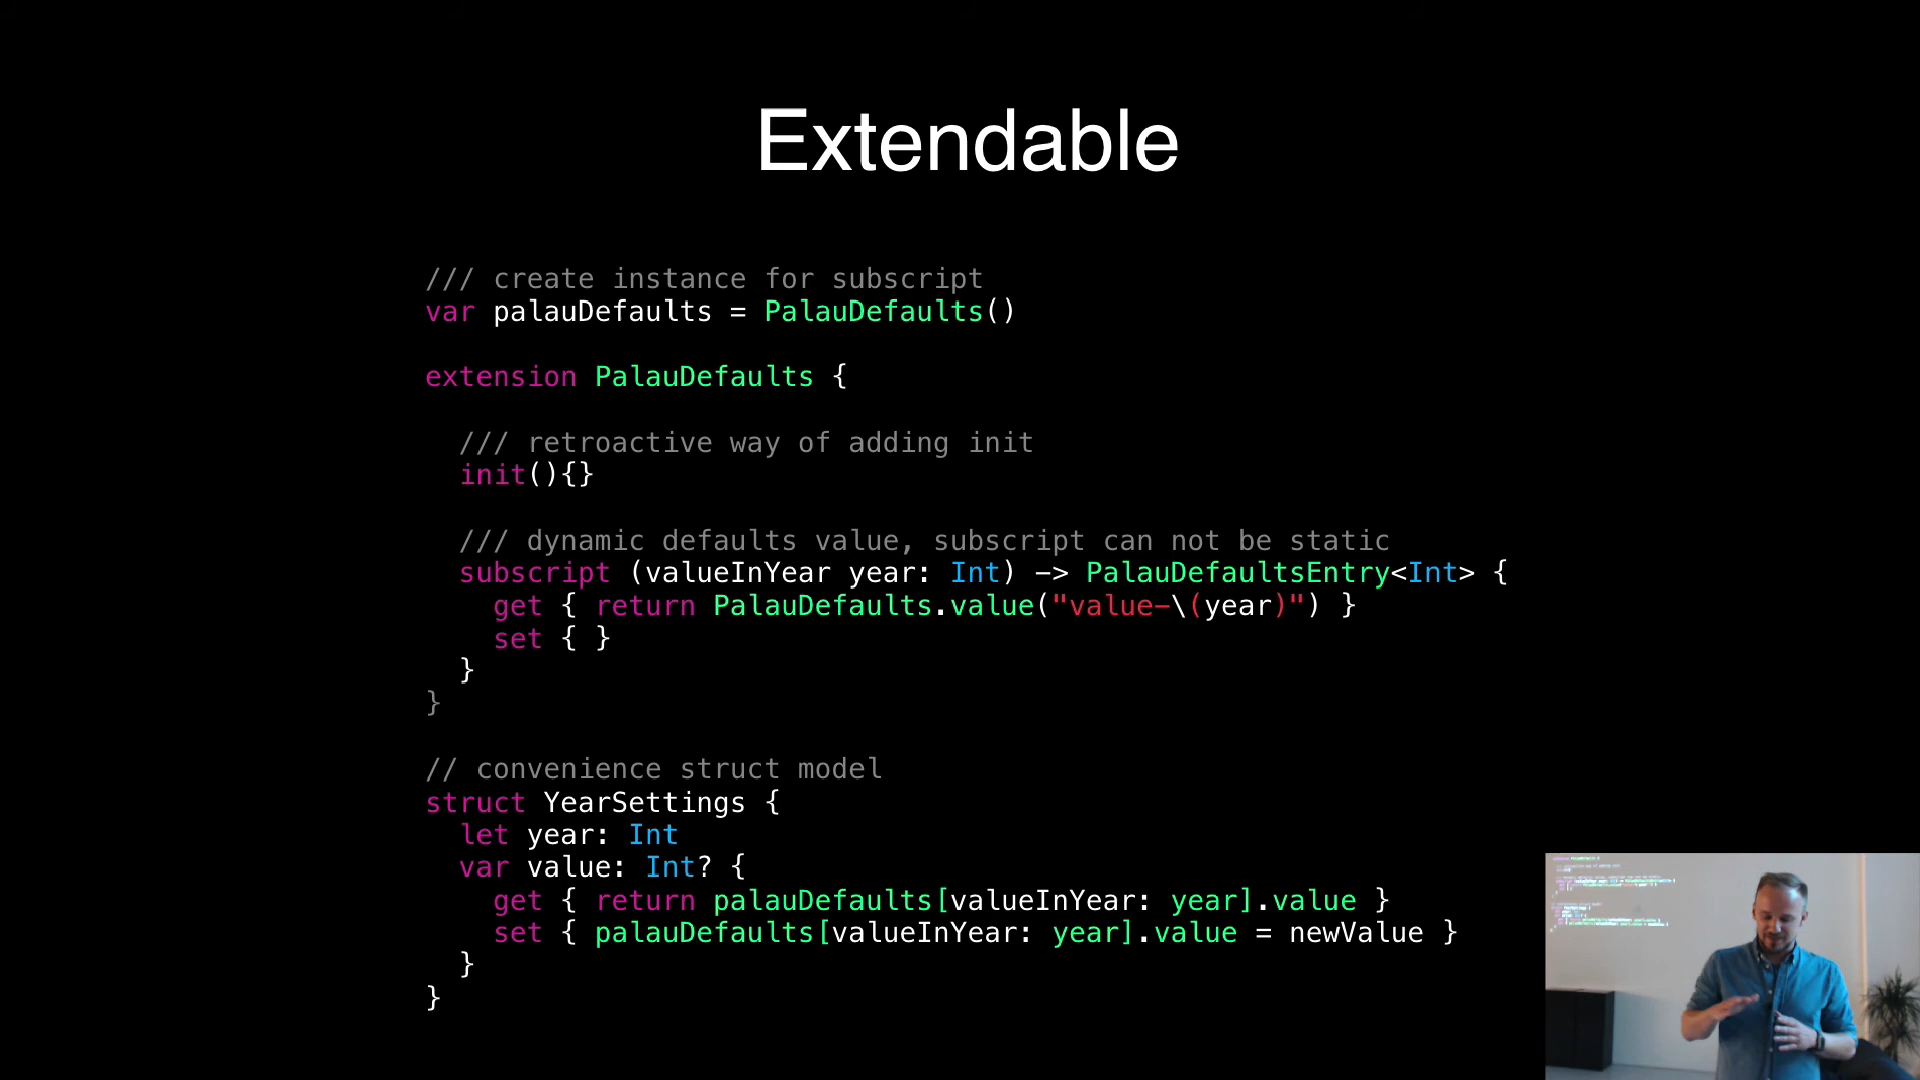 Extendable
/// create instance for subscript
var palauDefaults = PalauDefaults()
extension PalauDefaults {
/// retroactive way of adding init
init(){}
/// dynamic defaults value, subscript can not be static
subscript (valueInYear year: Int) -> PalauDefaultsEntry<Int> {
get { return PalauDefaults.value("value-\(year)") }
set { }
}
}
// convenience struct model
struct YearSettings {
let year: Int
var value: Int? {
get { return palauDefaults[valueInYear: year].value }
set { palauDefaults[valueInYear: year].value = newValue }
}
}